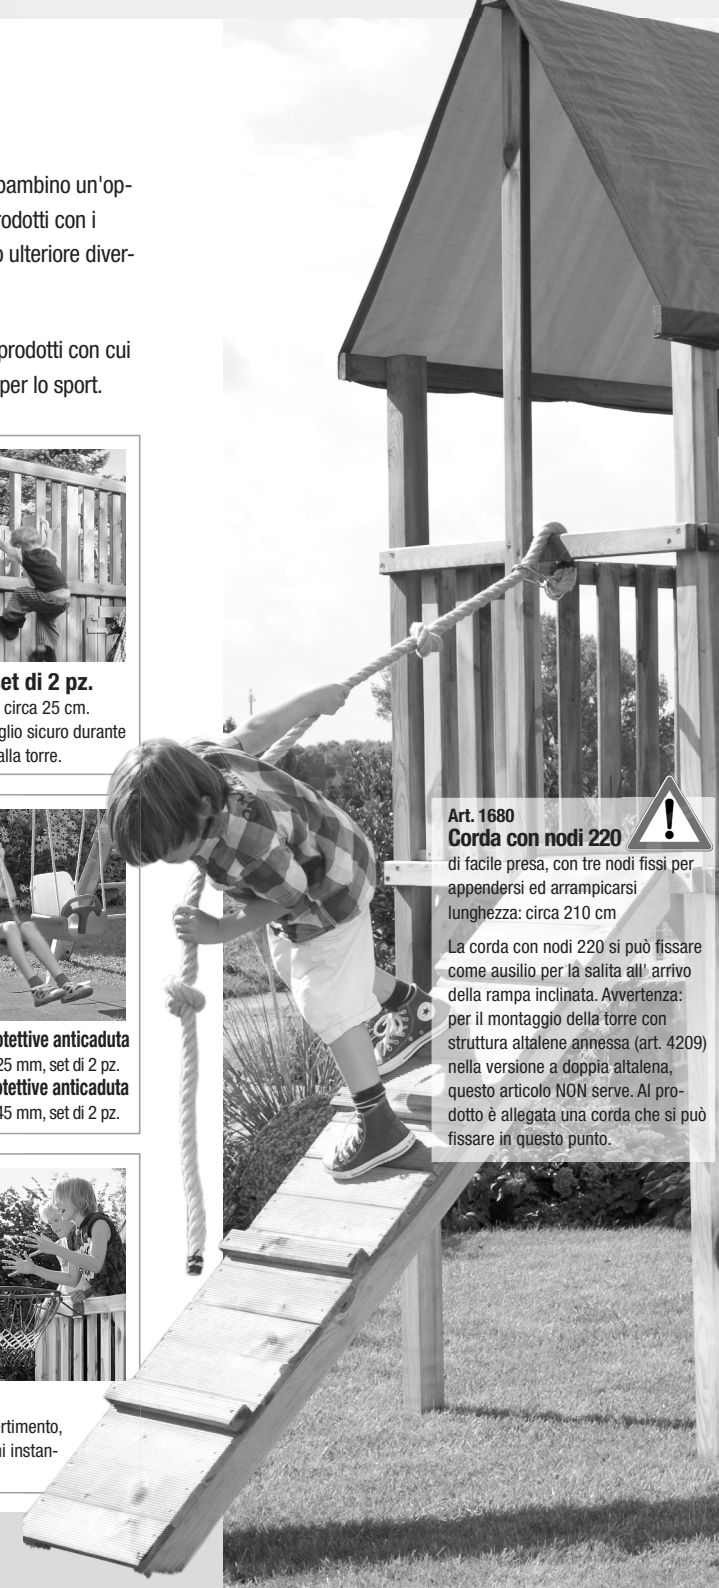 bambino un'op-
rodotti con i
o ulteriore diver-
prodotti con cui
per lo sport.
set di 2 pz.
circa 25 cm.
glio sicuro durante
alla torre.
otettive anticaduta
25 mm, set di 2 pz.
otettive anticaduta
45 mm, set di 2 pz.
ertimento,
ni instan-
Art. 1680
Corda con nodi 220
di facile presa, con tre nodi fissi per
appendersi ed arrampicarsi
lunghezza: circa 210 cm
La corda con nodi 220 si può fissare
come ausilio per la salita all' arrivo
della rampa inclinata. Avvertenza:
per il montaggio della torre con
struttura altalene annessa (art. 4209)
nella versione a doppia altalena,
questo articolo NON serve. Al pro-
dotto è allegata una corda che si può
fissare in questo punto.